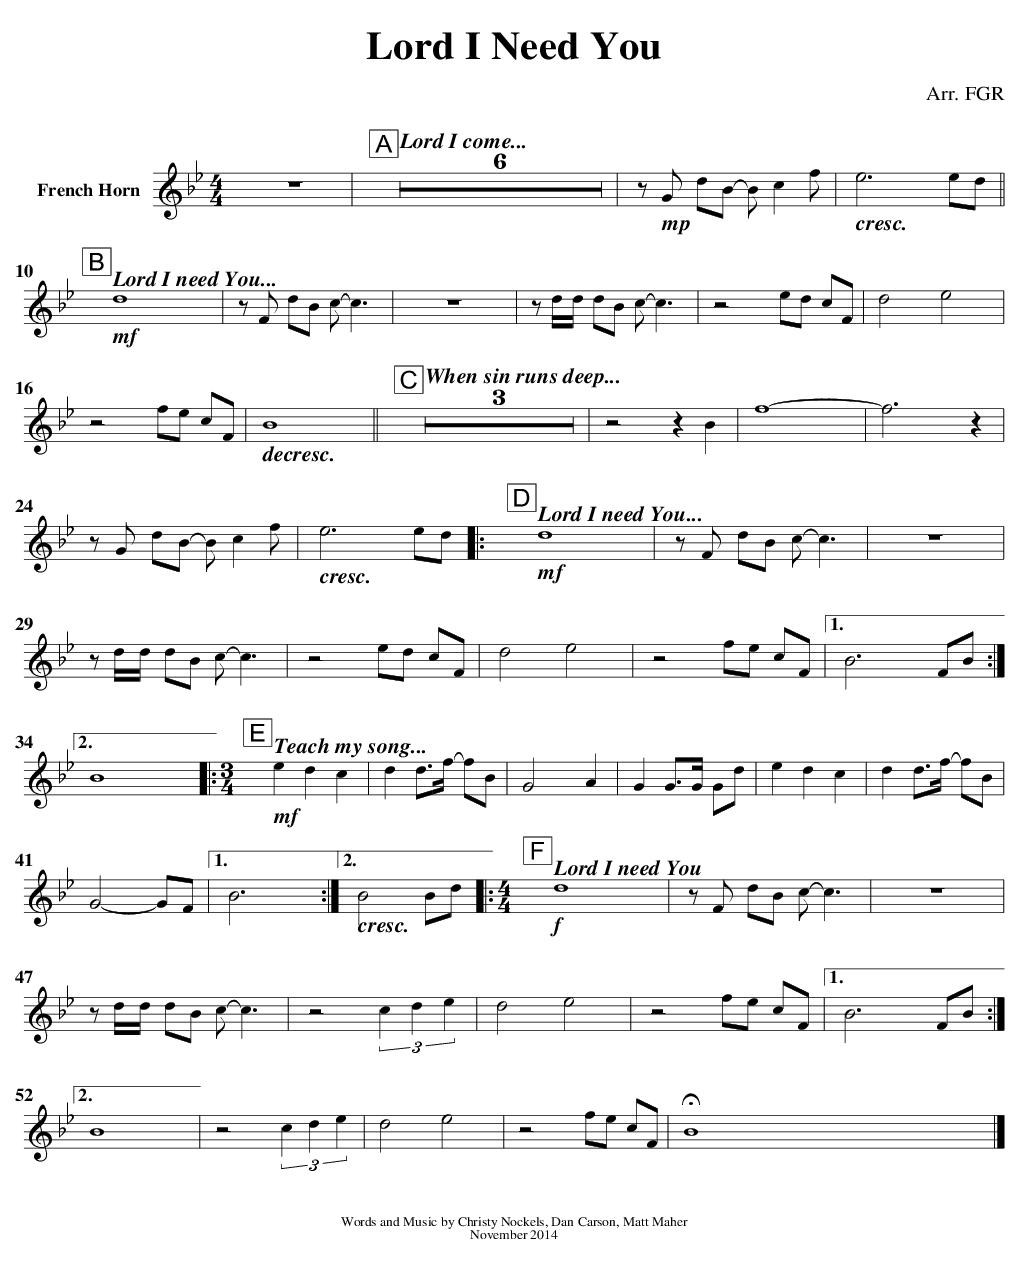 Lord I Need You
Arr. FGR
A Lord I come...
6
French Horn
4
4
mp cresc.
B
10 Lord I need You...
mf
C When sin runs deep...
16 3
decresc.
D
24 Lord I need You...
cresc. mf
29 1.
E
34 2. Teach my song...
3
4
mf
F
41 1. 2. Lord I need You
4
4
cresc. f
47 1.
3
52 2.
3
Words and Music by Christy Nockels, Dan Carson, Matt Maher
November 2014